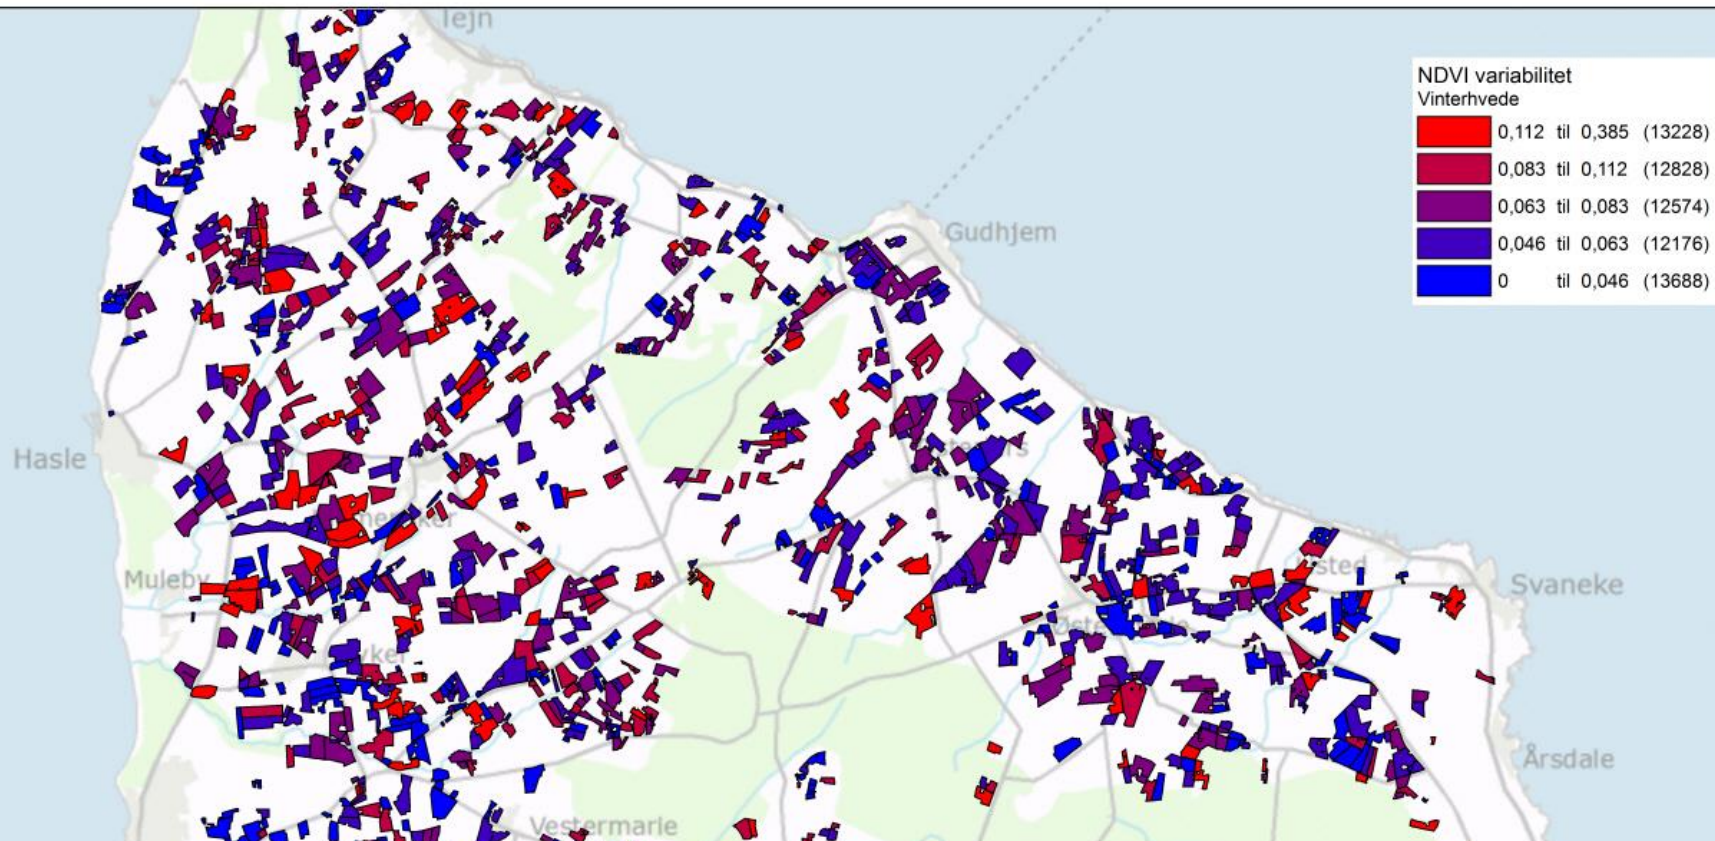 Tejn
NDVI variabilitet
Vinterhvede
0,112 til 0,385 (13228)
0,083 til 0,112 (12828)
0,063 til 0,083 (12574)
0,046 til 0,063 (12176)
0 til 0,046 (13688)
Gudhjem
Hasle
Muleby
Svaneke
Årsdale
Vestermarie